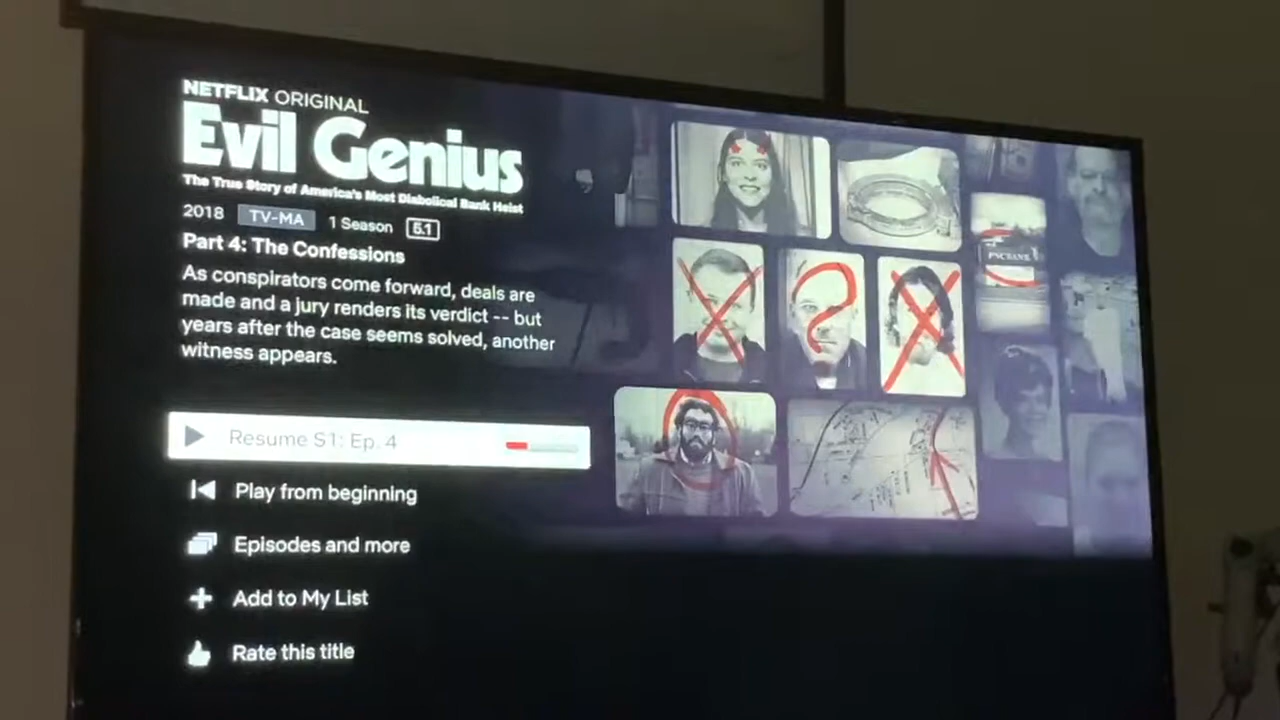 NETFLIX ORIGINAL
Evil Genius
The True Story of America's Most Diabolical Bank Heist
2018 TV-MA 1 Season 5.1
Part 4: The Confessions
As conspirators come forward, deals are
made and a jury renders its verdict -- but
years after the case seems solved, another
witness appears.
Resume S1: Ep. 4
Play from beginning
Episodes and more
Add to My List
Rate this title
PNCBANK